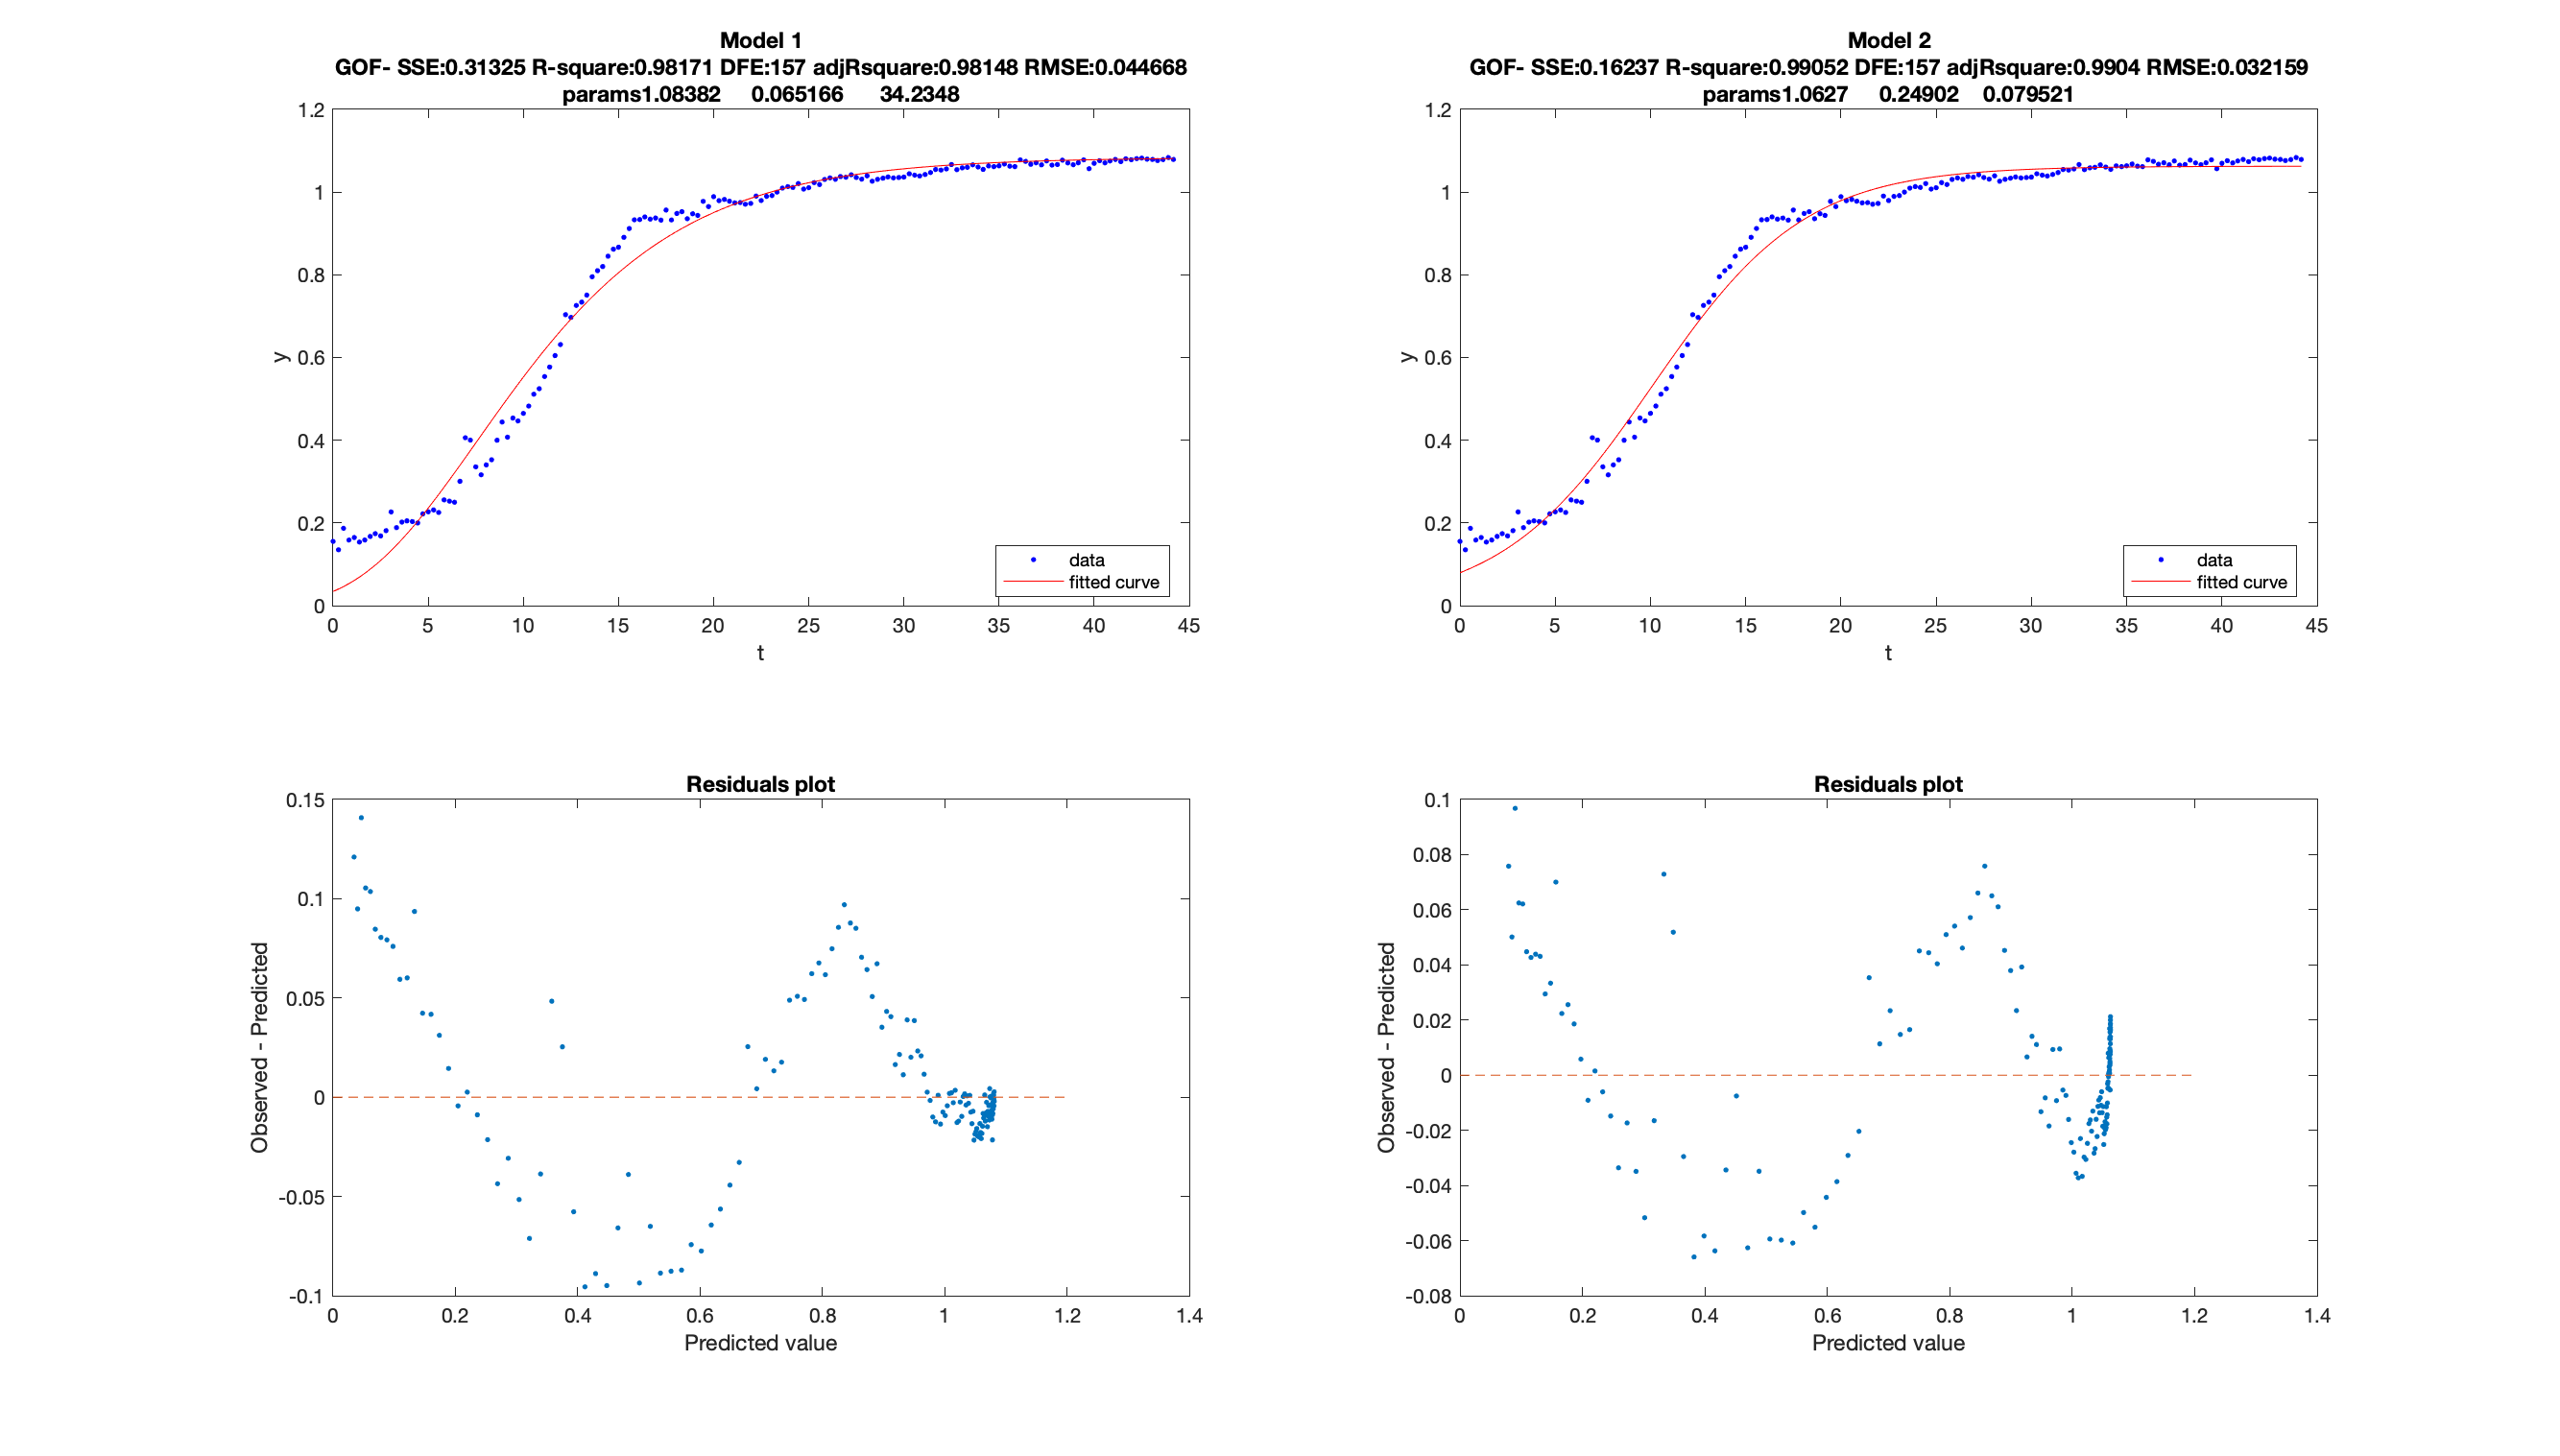 Model 1
GOF- SSE:0.31325 R-square:0.98171 DFE:157 adjRsquare:0.98148 RMSE:0.044668
params1.08382 0.065166 34.2348
1.2
1
0.8
0.6
0.4
0.2
0
y
0 5 10 15 20 25 30 35 40 45
t
data
fitted curve
Model 2
GOF- SSE:0.16237 R-square:0.99052 DFE:157 adjRsquare:0.9904 RMSE:0.032159
params1.0627 0.24902 0.079521
1.2
1
0.8
0.6
0.4
0.2
0
y
0 5 10 15 20 25 30 35 40 45
t
data
fitted curve
Residuals plot
0.15
0.1
0.05
0
-0.05
-0.1
Observed - Predicted
0 0.2 0.4 0.6 0.8 1 1.2 1.4
Predicted value
Residuals plot
0.1
0.08
0.06
0.04
0.02
0
-0.02
-0.04
-0.06
-0.08
Observed - Predicted
0 0.2 0.4 0.6 0.8 1 1.2 1.4
Predicted value